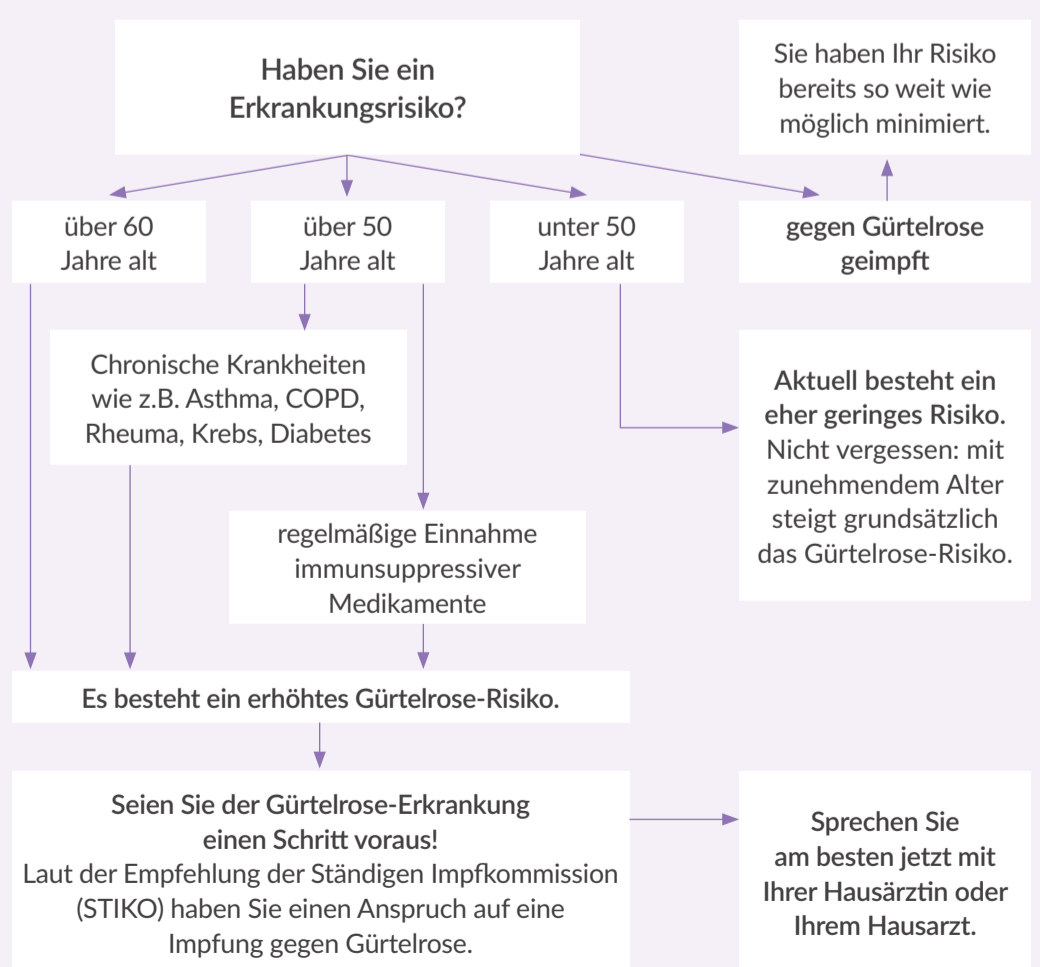 Haben Sie ein
Erkrankungsrisiko?
Sie haben Ihr Risiko
bereits so weit wie
möglich minimiert.
über 60
Jahre alt
über 50
Jahre alt
unter 50
Jahre alt
gegen Gürtelrose
geimpft
Chronische Krankheiten
wie z.B. Asthma, COPD,
Rheuma, Krebs, Diabetes
Aktuell besteht ein
eher geringes Risiko.
Nicht vergessen: mit
zunehmendem Alter
steigt grundsätzlich
das Gürtelrose-Risiko.
regelmäßige Einnahme
immunsuppressiver
Medikamente
Es besteht ein erhöhtes Gürtelrose-Risiko.
Seien Sie der Gürtelrose-Erkrankung
einen Schritt voraus!
Laut der Empfehlung der Ständigen Impfkommission
(STIKO) haben Sie einen Anspruch auf eine
Impfung gegen Gürtelrose.
Sprechen Sie
am besten jetzt mit
Ihrer Hausärztin oder
Ihrem Hausarzt.